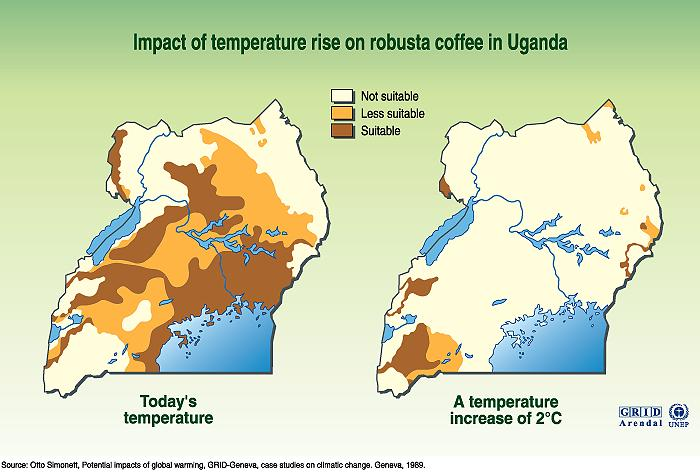 Impact of temperature rise on robusta coffee in Uganda
Not suitable
Less suitable
Suitable
Today's
temperature
A temperature
increase of 2°C
G R I D
Arendal
UNEP
Source: Otto Simonett, Potential impacts of global warming, GRID-Geneva, case studies on climatic change. Geneva, 1989.